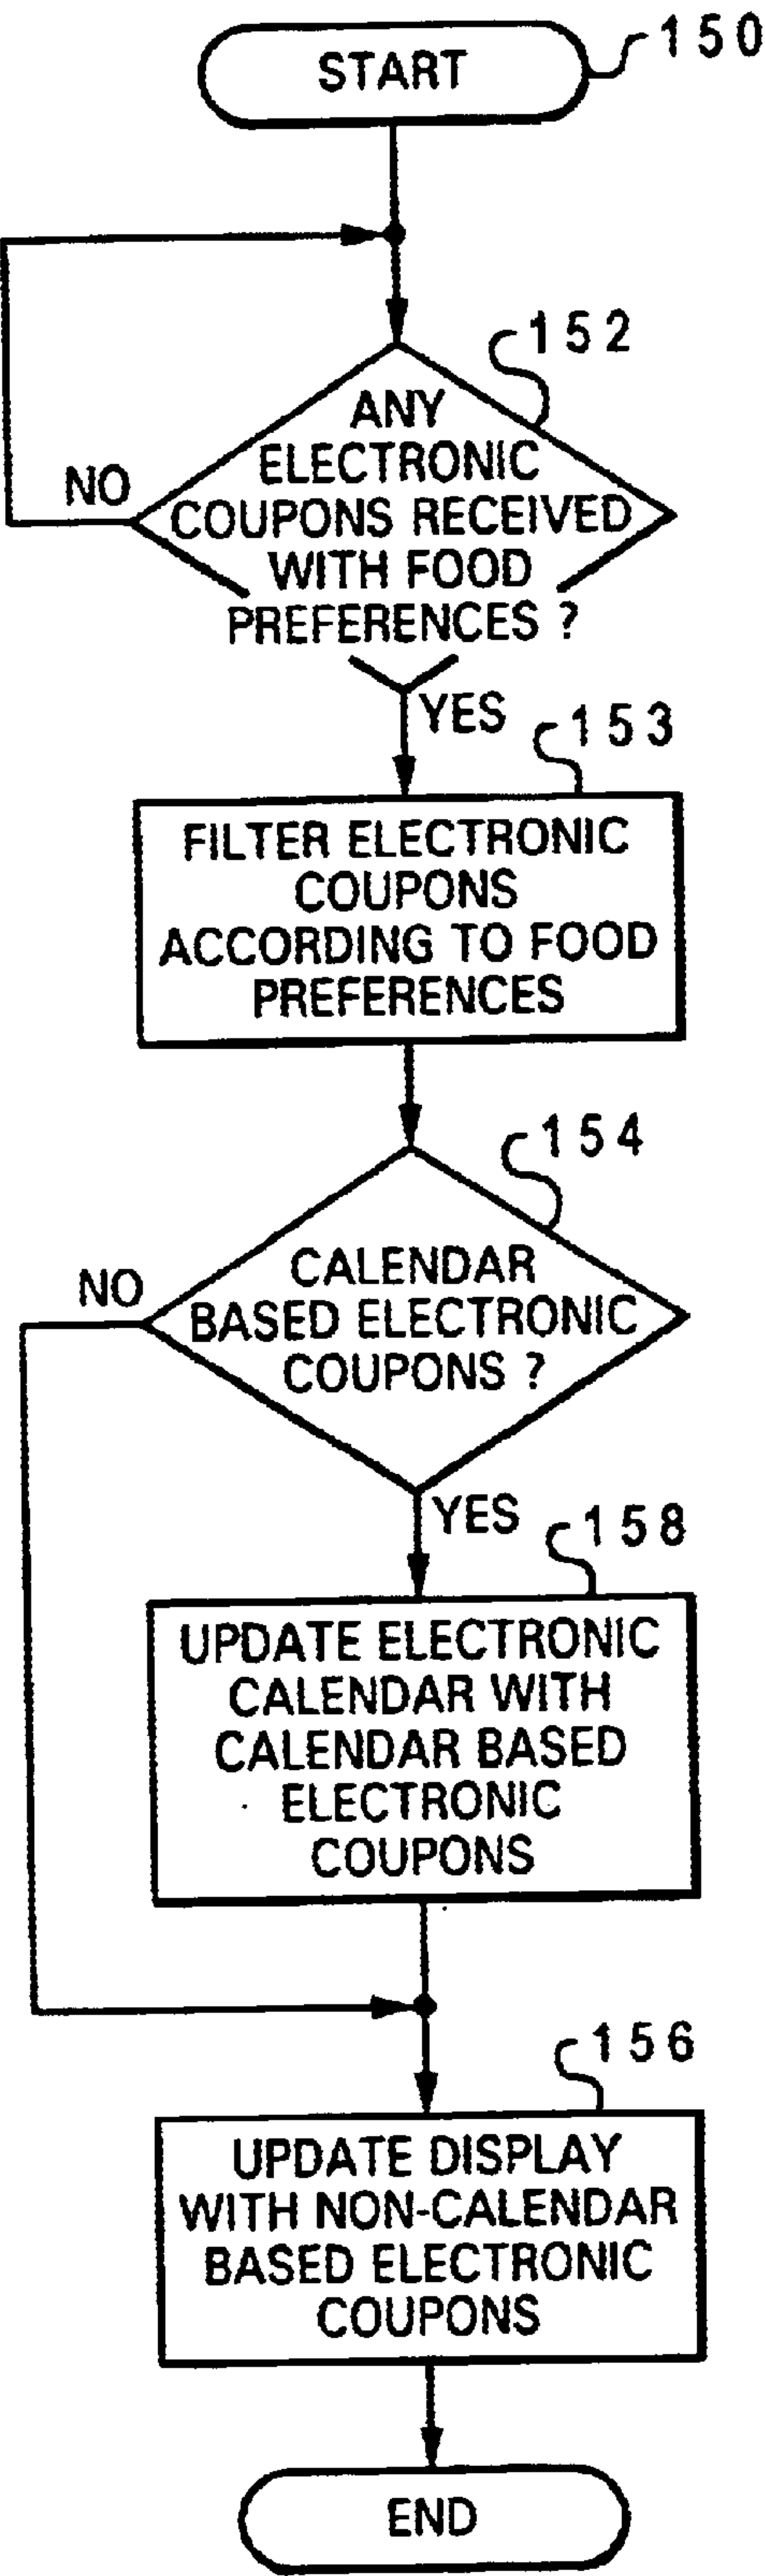 START
150
152
ANY
ELECTRONIC
NO
COUPONS RECEIVED
WITH FOOD
PREFERENCES ?
YES
153
FILTER ELECTRONIC
COUPONS
ACCORDING TO FOOD
PREFERENCES
154
NO
CALENDAR
BASED ELECTRONIC
COUPONS ?
YES
158
UPDATE ELECTRONIC
CALENDAR WITH
CALENDAR BASED
ELECTRONIC
COUPONS
156
UPDATE DISPLAY
WITH NON-CALENDAR
BASED ELECTRONIC
COUPONS
END